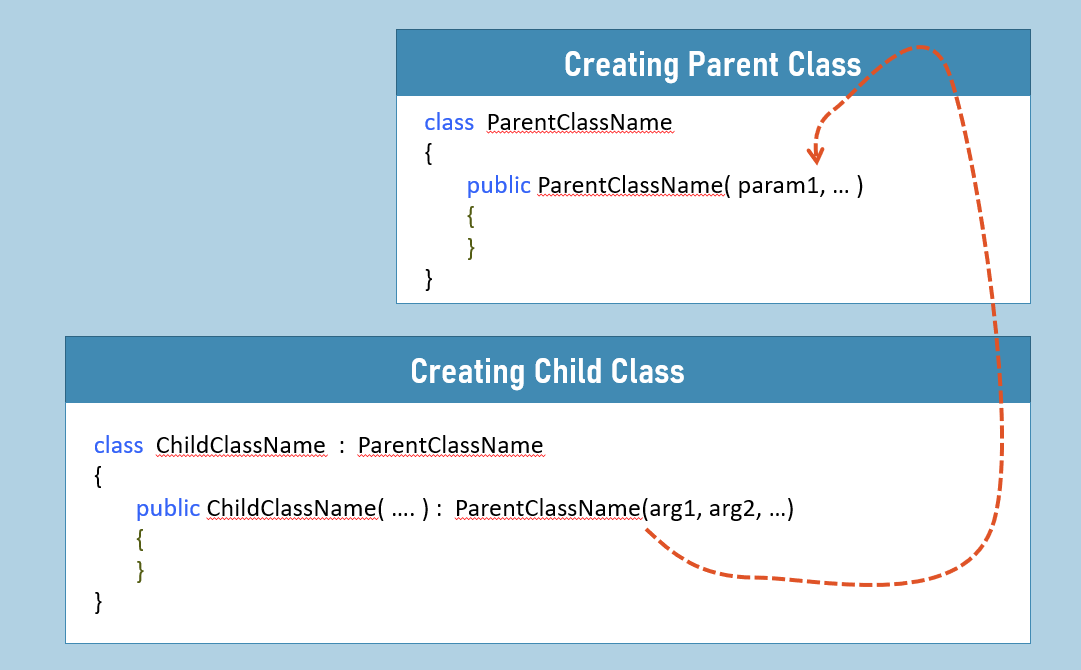 Creating Parent Class
class ParentClassName
{
public ParentClassName( param1, ... )
{
}
}
Creating Child Class
class ChildClassName : ParentClassName
{
public ChildClassName( .... ) : ParentClassName(arg1, arg2, ...)
{
}
}